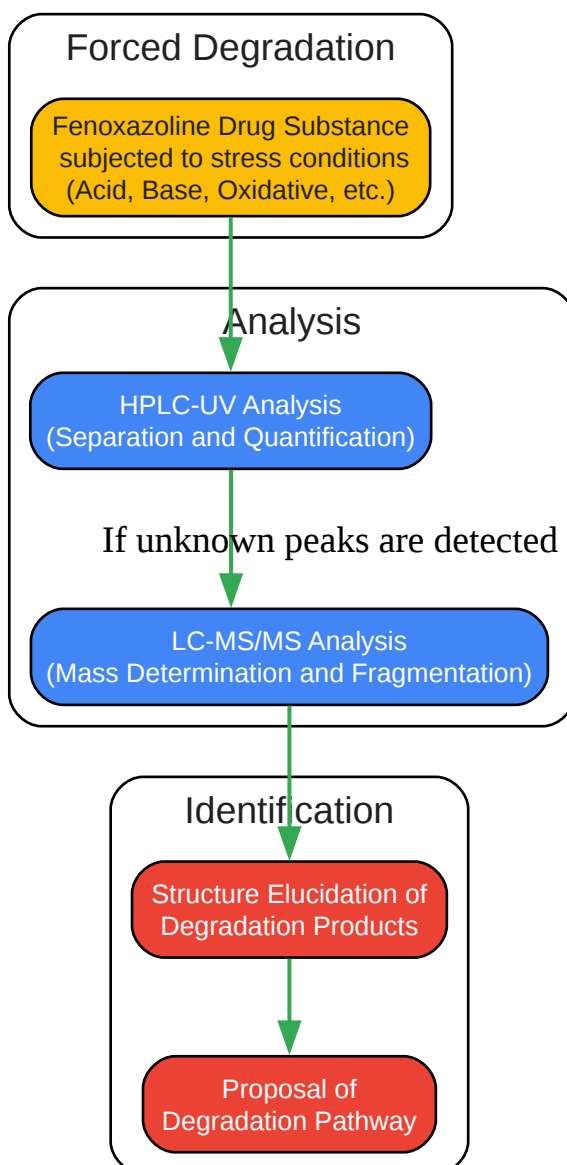 Forced Degradation
Fenoxazoline Drug Substance
subjected to stress conditions
(Acid, Base, Oxidative, etc.)
Analysis
HPLC-UV Analysis
(Separation and Quantification)
If unknown peaks are detected
LC-MS/MS Analysis
(Mass Determination and Fragmentation)
Identification
Structure Elucidation of
Degradation Products
Proposal of
Degradation Pathway